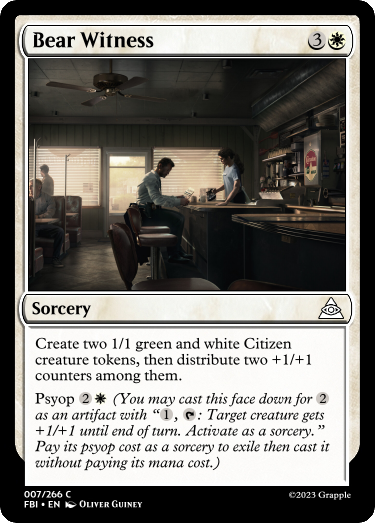 Bear Witness 3
Sorcery
Create two 1/1 green and white Citizen
creature tokens, then distribute two +1/+1
counters among them.
Psyop 2 (You may cast this face down for 2
as an artifact with “1, : Target creature gets
+1/+1 until end of turn. Activate as a sorcery.”
Pay its psyop cost as a sorcery to exile then cast it
without paying its mana cost.)
007/266 C
FBI • EN Oliver Guiney
©2023 Grapple